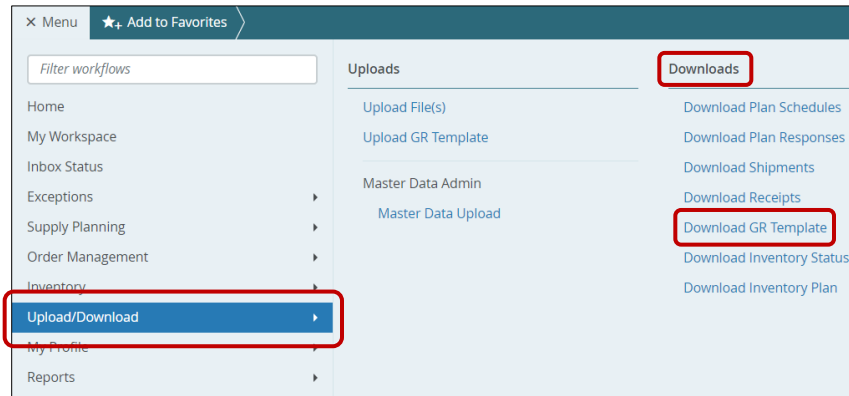 × Menu
★+ Add to Favorites
Filter workflows
Home
My Workspace
Inbox Status
Exceptions
Supply Planning
Order Management
Inventory
Upload/Download
My Profile
Reports
Uploads
Upload File(s)
Upload GR Template
Master Data Admin
Master Data Upload
Downloads
Download Plan Schedules
Download Plan Responses
Download Shipments
Download Receipts
Download GR Template
Download Inventory Status
Download Inventory Plan